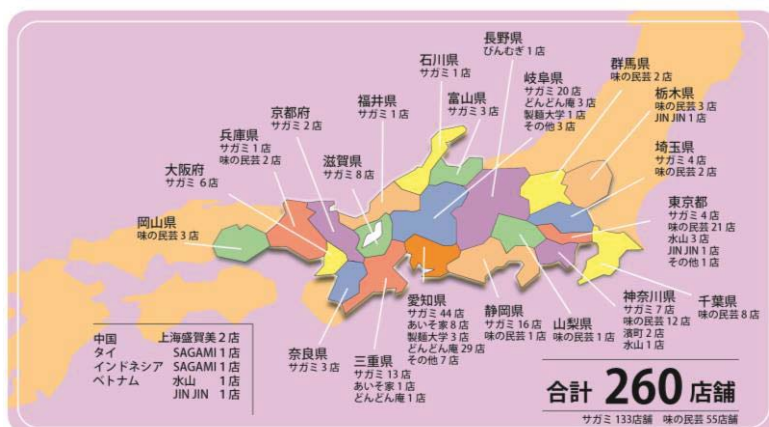 長野県
びんむぎ 1 店
石川県
サガミ 1 店
群馬県
味の民芸 2 店
岐阜県
サガミ 20 店
どんどん庵 3 店
製麺大学 1 店
その他 3 店
富山県
サガミ 3 店
栃木県
味の民芸 3 店
JIN JIN 1 店
福井県
サガミ 1 店
京都府
サガミ 2 店
兵庫県
サガミ 1 店
味の民芸 2 店
滋賀県
サガミ 8 店
埼玉県
サガミ 4 店
味の民芸 2 店
大阪府
サガミ 6 店
東京都
サガミ 4 店
味の民芸 21 店
水山 3 店
JIN JIN 1 店
その他 1 店
岡山県
味の民芸 3 店
愛知県
サガミ 44 店
あいそ家 8 店
製麺大学 3 店
どんどん庵 29 店
その他 7 店
静岡県
サガミ 16 店
味の民芸 1 店
山梨県
味の民芸 1 店
神奈川県
サガミ 7 店
味の民芸 12 店
濱町 2 店
水山 1 店
千葉県
味の民芸 8 店
奈良県
サガミ 3 店
三重県
サガミ 13 店
あいそ家 1 店
どんどん庵 1 店
中国 上海盛賀美 2 店
タイ SAGAMI 1 店
インドネシア SAGAMI 1 店
ベトナム 水山 1 店
JIN JIN 1 店
合計 260 店舗
サガミ 133店舗 味の民芸 55店舗